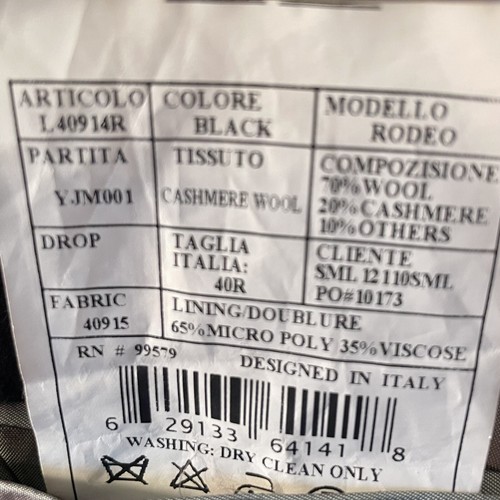 ARTICOLO
L40914R
COLORE
BLACK
MODELLO
RODEO
PARTITA
YJM001
TISSUTO
CASHMERE WOOL
COMPOZISIONE
70% WOOL
20% CASHMERE
10% OTHERS
DROP
TAGLIA
ITALIA:
40R
CLIENTE
SML 12110SML
PO#10173
FABRIC
40915
LINING/DOUBLURE
65%MICRO POLY 35%VISCOSE
RN # 99579
DESIGNED IN ITALY
6 29133 64141 8
WASHING: DRY CLEAN ONLY